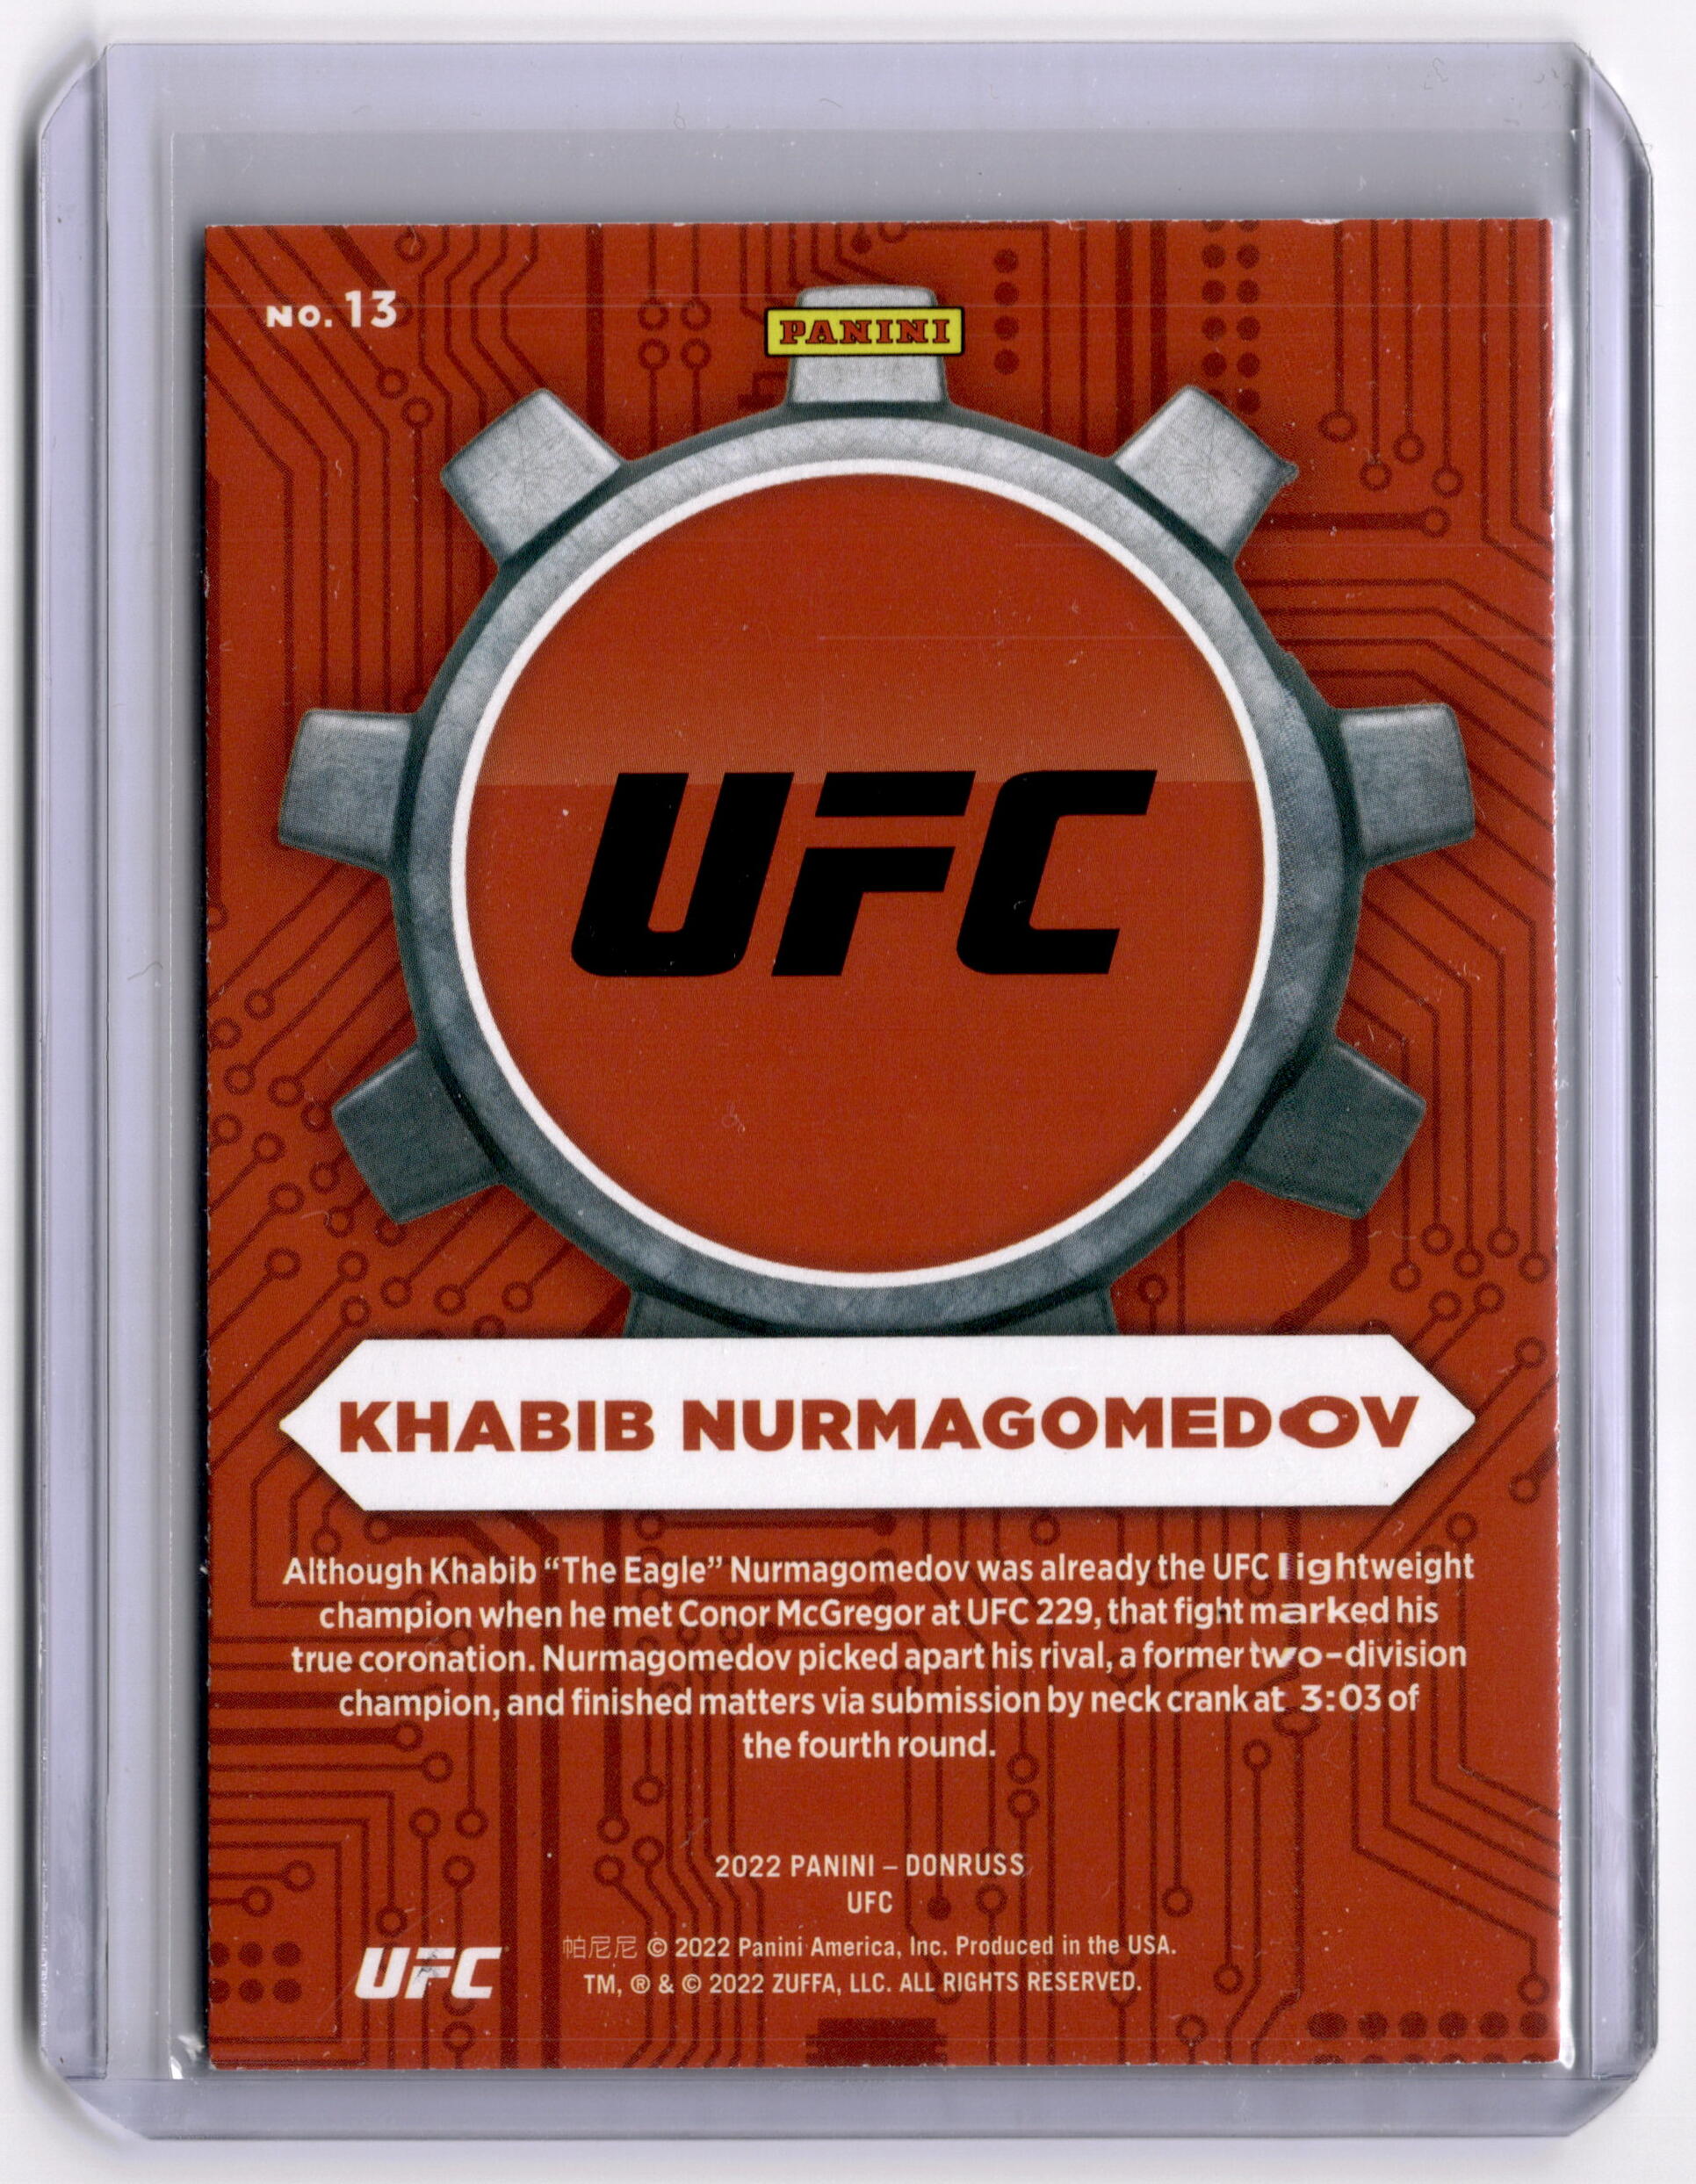 NO. 13
PANINI
UFC
KHABIB NURMAGOMEDOV
Although Khabib “The Eagle” Nurmagomedov was already the UFC lightweight
champion when he met Conor McGregor at UFC 229, that fight marked his
true coronation. Nurmagomedov picked apart his rival, a former two-division
champion, and finished matters via submission by neck crank at 3:03 of
the fourth round.
2022 PANINI – DONRUSS
UFC
帕尼尼 © 2022 Panini America, Inc. Produced in the USA.
TM, ® & © 2022 ZUFFA, LLC. ALL RIGHTS RESERVED.
UFC